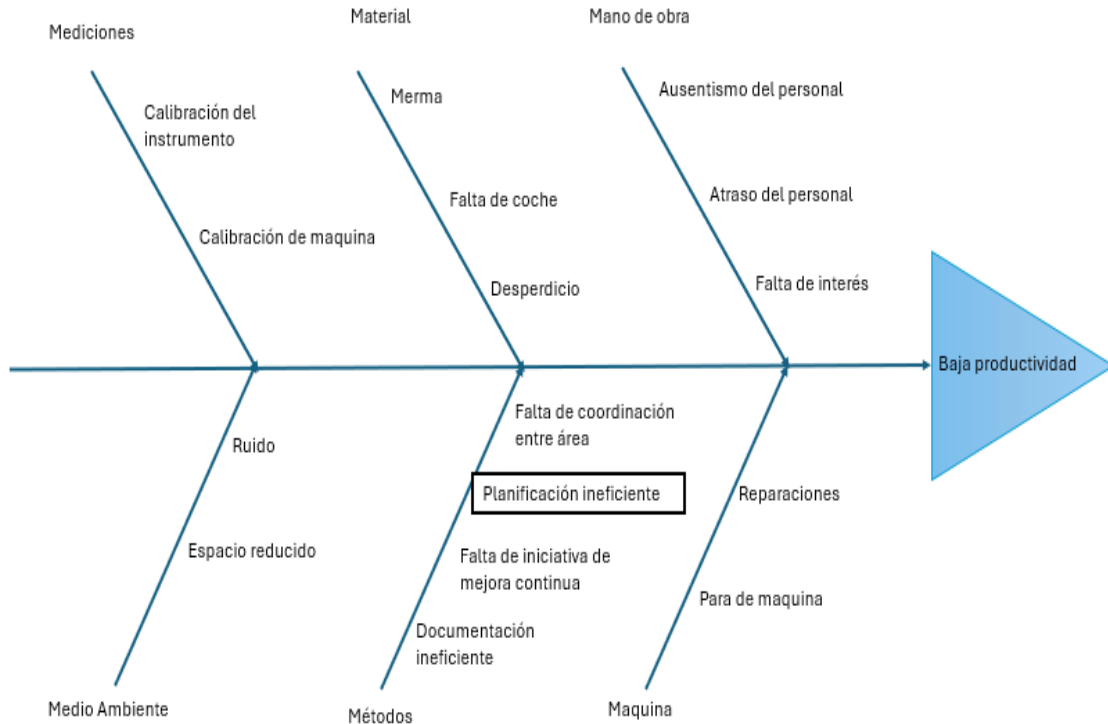 Mediciones
Material
Mano de obra
Calibración del
instrumento
Calibración de maquina
Merma
Falta de coche
Desperdicio
Ausentismo del personal
Atraso del personal
Falta de interés
Baja productividad
Ruido
Espacio reducido
Medio Ambiente
Falta de coordinación
entre área
Planificación ineficiente
Falta de iniciativa de
mejora continua
Documentación
ineficiente
Métodos
Reparaciones
Para de maquina
Maquina